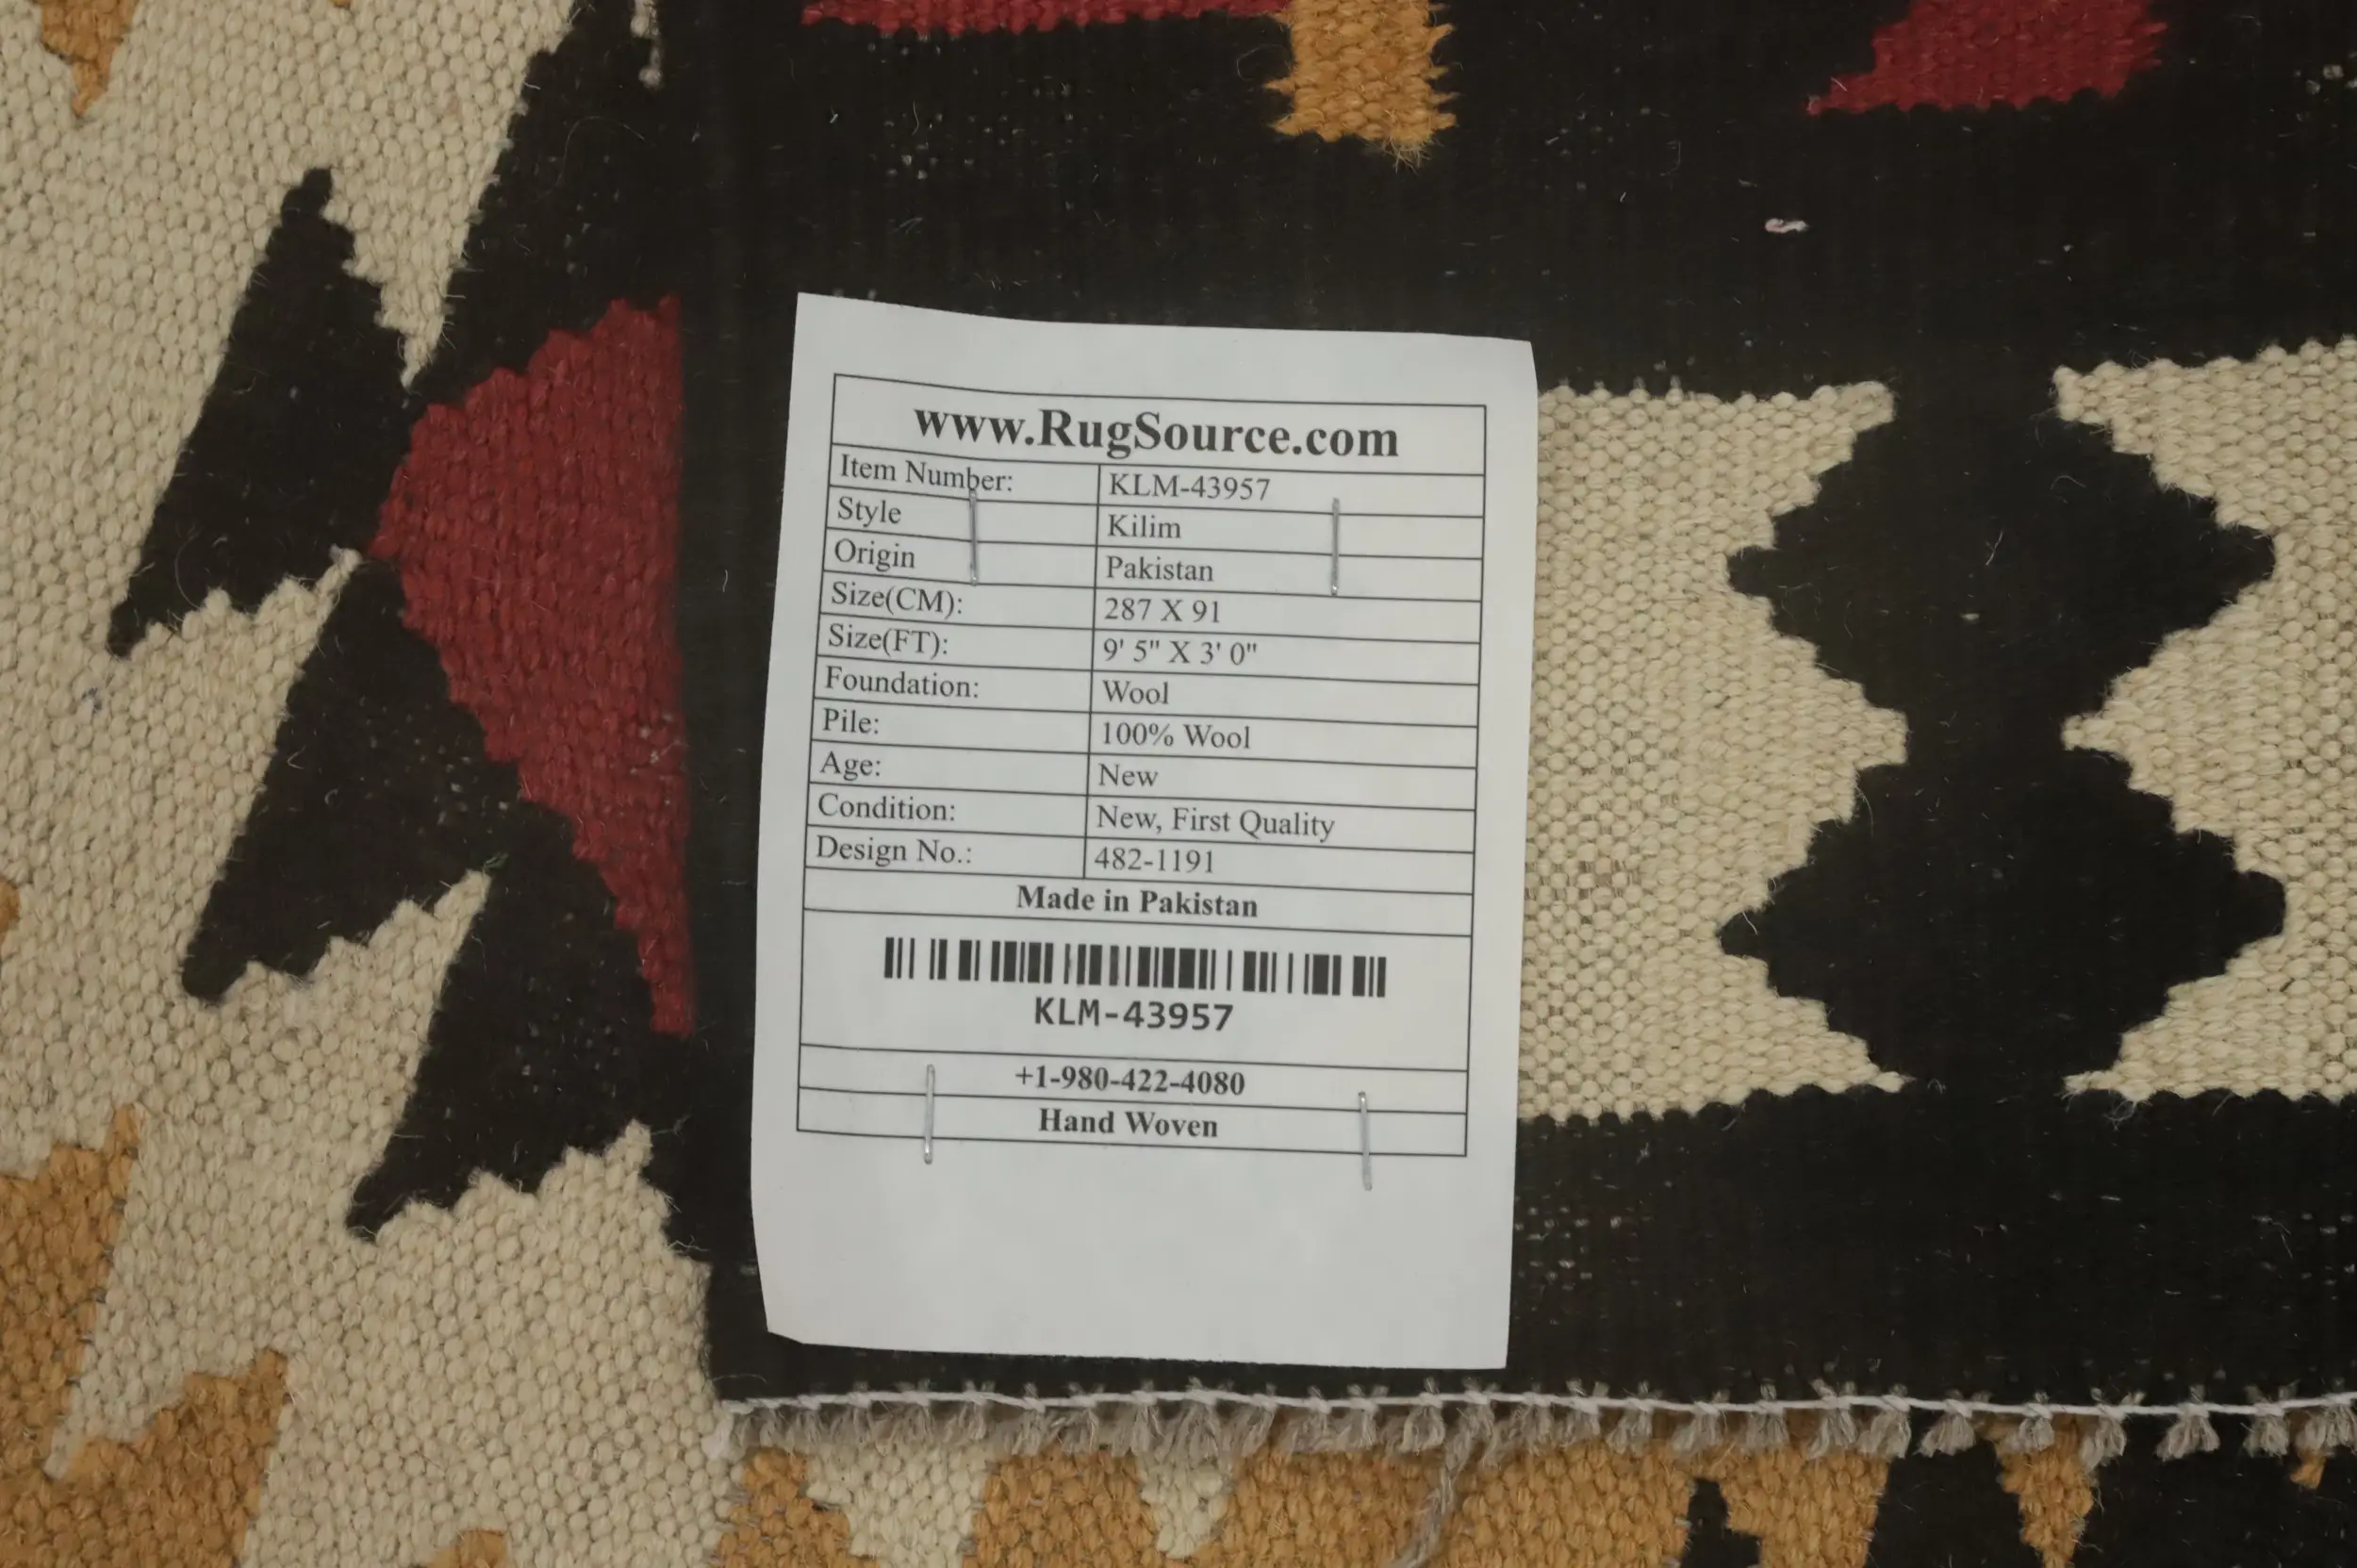 www.RugSource.com
Item Number: KLM-43957
Style Kilim
Origin Pakistan
Size(CM): 287 X 91
Size(FT): 9' 5" X 3' 0"
Foundation: Wool
Pile: 100% Wool
Age: New
Condition: New, First Quality
Design No.: 482-1191
Made in Pakistan
KLM-43957
+1-980-422-4080
Hand Woven